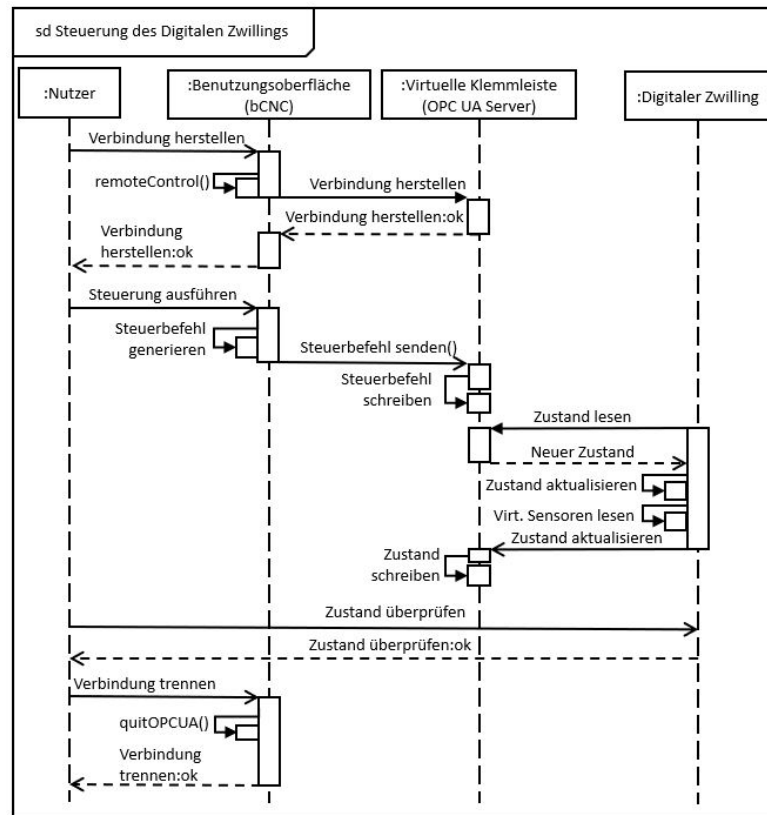 sd Steuerung des Digitalen Zwillings
:Nutzer
:Benutzungsoberfläche
(bCNC)
:Virtuelle Klemmleiste
(OPC UA Server)
:Digitaler Zwilling
Verbindung herstellen
remoteControl()
Verbindung herstellen
Verbindung herstellen:ok
Verbindung
herstellen:ok
Steuerung ausführen
Steuerbefehl
generieren
Steuerbefehl senden()
Steuerbefehl
schreiben
Zustand lesen
Neuer Zustand
Zustand aktualisieren
Virt. Sensoren lesen
Zustand aktualisieren
Zustand
schreiben
Zustand überprüfen
Zustand überprüfen:ok
Verbindung trennen
quitOPCUA()
Verbindung
trennen:ok